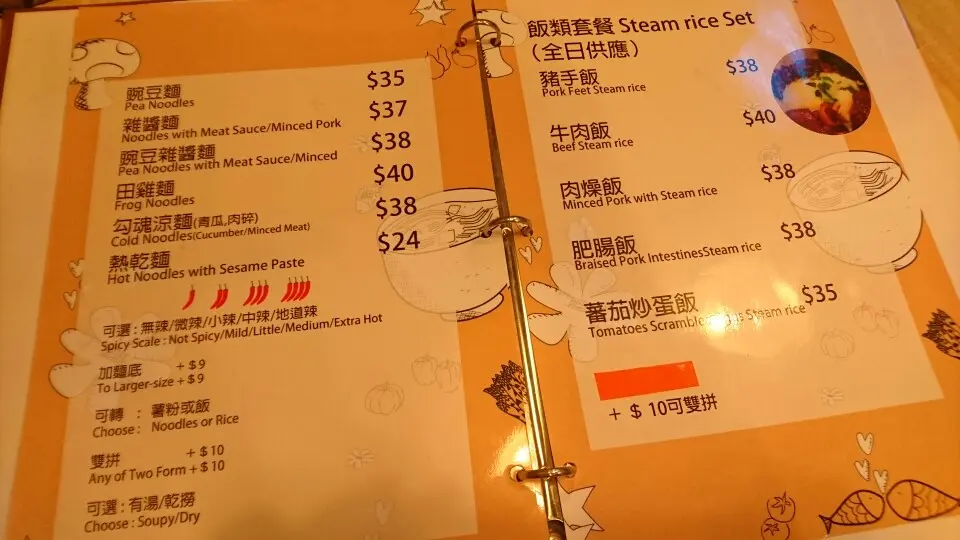 豌豆麵 $35
Pea Noodles
雜醬麵 $37
Noodles with Meat Sauce/Minced Pork
豌豆雜醬麵 $38
Pea Noodles with Meat Sauce/Minced
田雞麵 $40
Frog Noodles
勾魂涼麵(青瓜,肉碎) $38
Cold Noodles(Cucumber/Minced Meat)
熱乾麵 $24
Hot Noodles with Sesame Paste
可選 : 無辣/微辣/小辣/中辣/地道辣
Spicy Scale : Not Spicy/Mild/Little/Medium/Extra Hot
加麵底 + $9
To Larger-size + $9
可轉 : 薯粉或飯
Choose : Noodles or Rice
雙拼 + $10
Any of Two Form + $10
可選 : 有湯/乾撈
Choose : Soupy/Dry
飯類套餐 Steam rice Set
(全日供應)
豬手飯 $38
Pork Feet Steam rice
牛肉飯 $40
Beef Steam rice
肉燥飯 $38
Minced Pork with Steam rice
肥腸飯 $38
Braised Pork IntestinesSteam rice
蕃茄炒蛋飯 $35
Tomatoes Scramble Steam rice
+ $ 10可雙拼